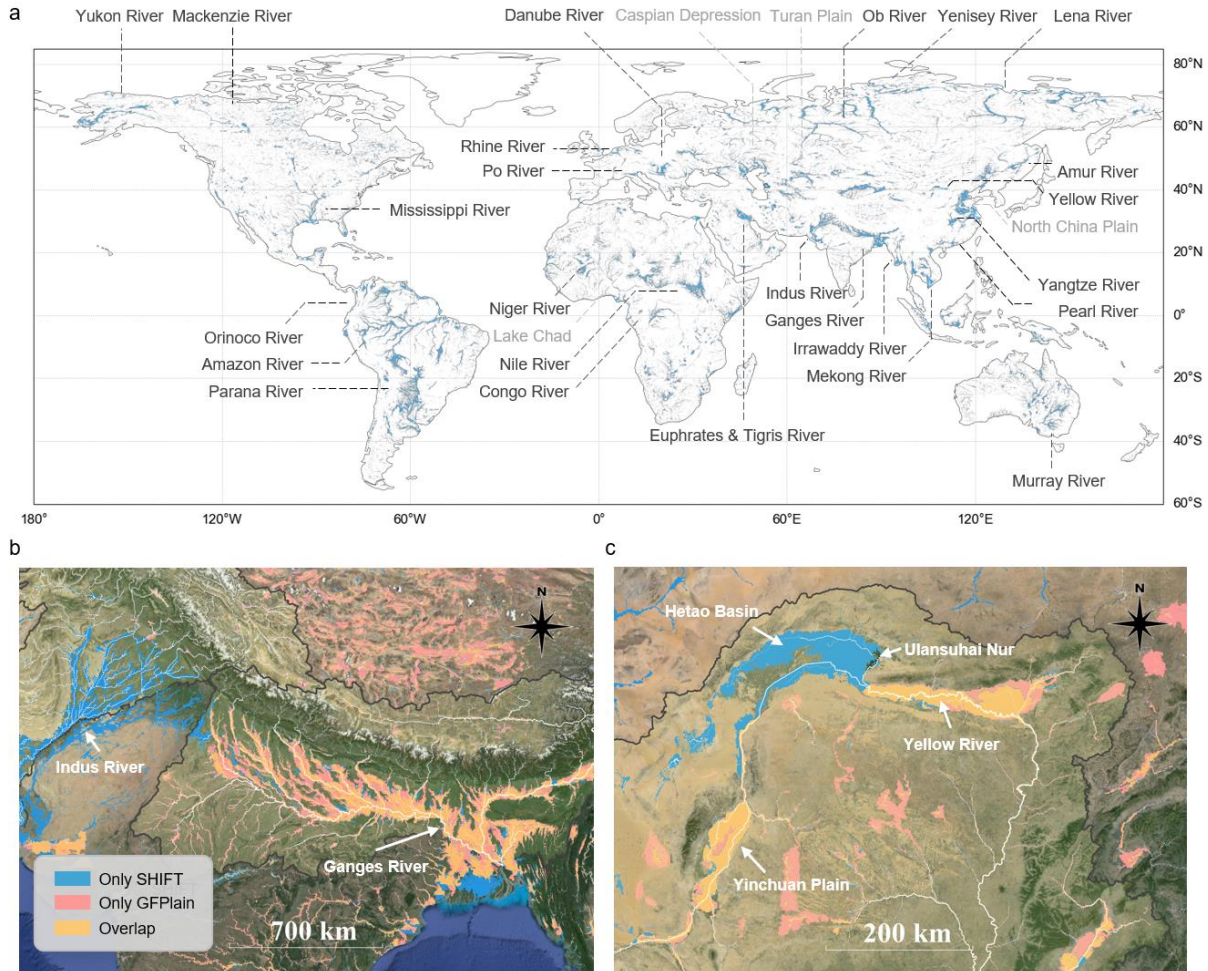 a
Yukon River Mackenzie River Danube River Caspian Depression Turan Plain Ob River Yenisey River Lena River
80°N
60°N
Rhine River
Po River
Amur River
40°N
Yellow River
Mississippi River
North China Plain
20°N
Niger River
Indus River
Yangtze River
Lake Chad
Ganges River
Pearl River
0°
Orinoco River
Nile River
Irrawaddy River
Amazon River
Mekong River
Parana River
Congo River
20°S
Euphrates & Tigris River
40°S
Murray River
60°S
180° 120°W 60°W 0° 60°E 120°E
b
N
Indus River
Ganges River
Only SHIFT
Only GFPlain
Overlap
700 km
c
N
Hetao Basin
Ulansuhai Nur
Yellow River
Yinchuan Plain
200 km